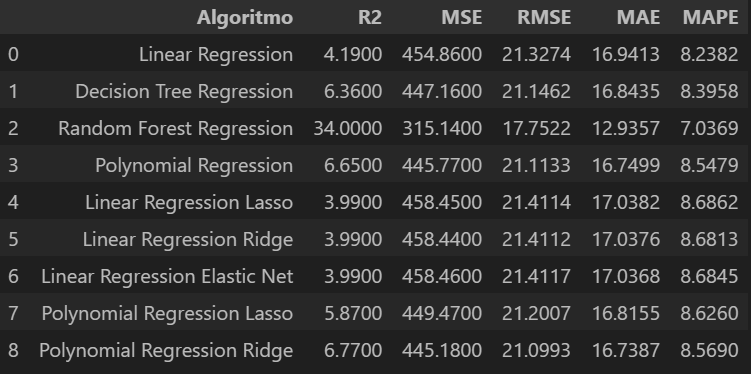 Algoritmo R2 MSE RMSE MAE MAPE
0 Linear Regression 4.1900 454.8600 21.3274 16.9413 8.2382
1 Decision Tree Regression 6.3600 447.1600 21.1462 16.8435 8.3958
2 Random Forest Regression 34.0000 315.1400 17.7522 12.9357 7.0369
3 Polynomial Regression 6.6500 445.7700 21.1133 16.7499 8.5479
4 Linear Regression Lasso 3.9900 458.4500 21.4114 17.0382 8.6862
5 Linear Regression Ridge 3.9900 458.4400 21.4112 17.0376 8.6813
6 Linear Regression Elastic Net 3.9900 458.4600 21.4117 17.0368 8.6845
7 Polynomial Regression Lasso 5.8700 449.4700 21.2007 16.8155 8.6260
8 Polynomial Regression Ridge 6.7700 445.1800 21.0993 16.7387 8.5690